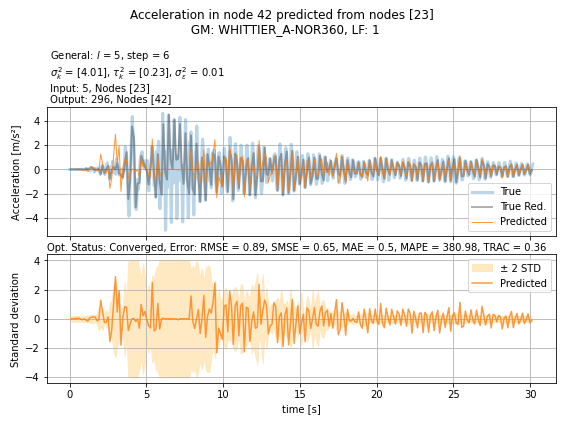 Acceleration in node 42 predicted from nodes [23]
GM: WHITTIER_A-NOR360, LF: 1
General: l = 5, step = 6
σ²ₖ = [4.01], τ²ₖ = [0.23], σ²ε = 0.01
Input: 5, Nodes [23]
Output: 296, Nodes [42]
Acceleration [m/s²]
4
2
0
−2
−4
True
True Red.
Predicted
Opt. Status: Converged, Error: RMSE = 0.89, SMSE = 0.65, MAE = 0.5, MAPE = 380.98, TRAC = 0.36
Standard deviation
4
2
0
−2
−4
± 2 STD
Predicted
0 5 10 15 20 25 30
time [s]